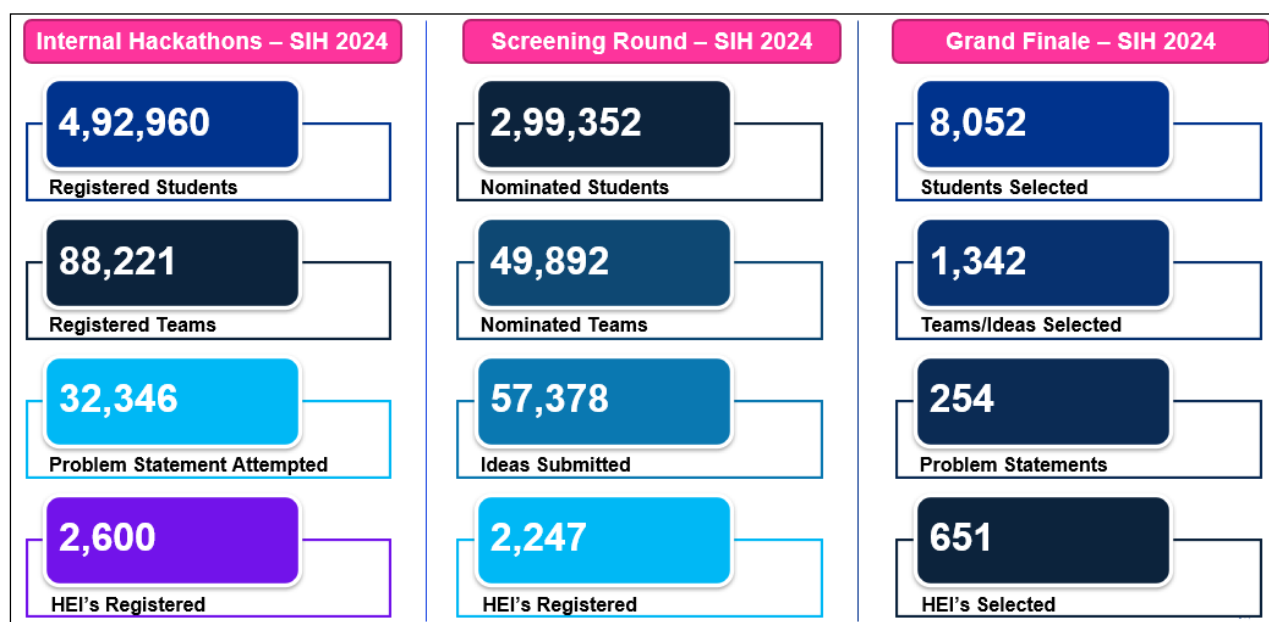 Internal Hackathons – SIH 2024
4,92,960
Registered Students
88,221
Registered Teams
32,346
Problem Statement Attempted
2,600
HEI's Registered
Screening Round – SIH 2024
2,99,352
Nominated Students
49,892
Nominated Teams
57,378
Ideas Submitted
2,247
HEI's Registered
Grand Finale – SIH 2024
8,052
Students Selected
1,342
Teams/Ideas Selected
254
Problem Statements
651
HEI's Selected